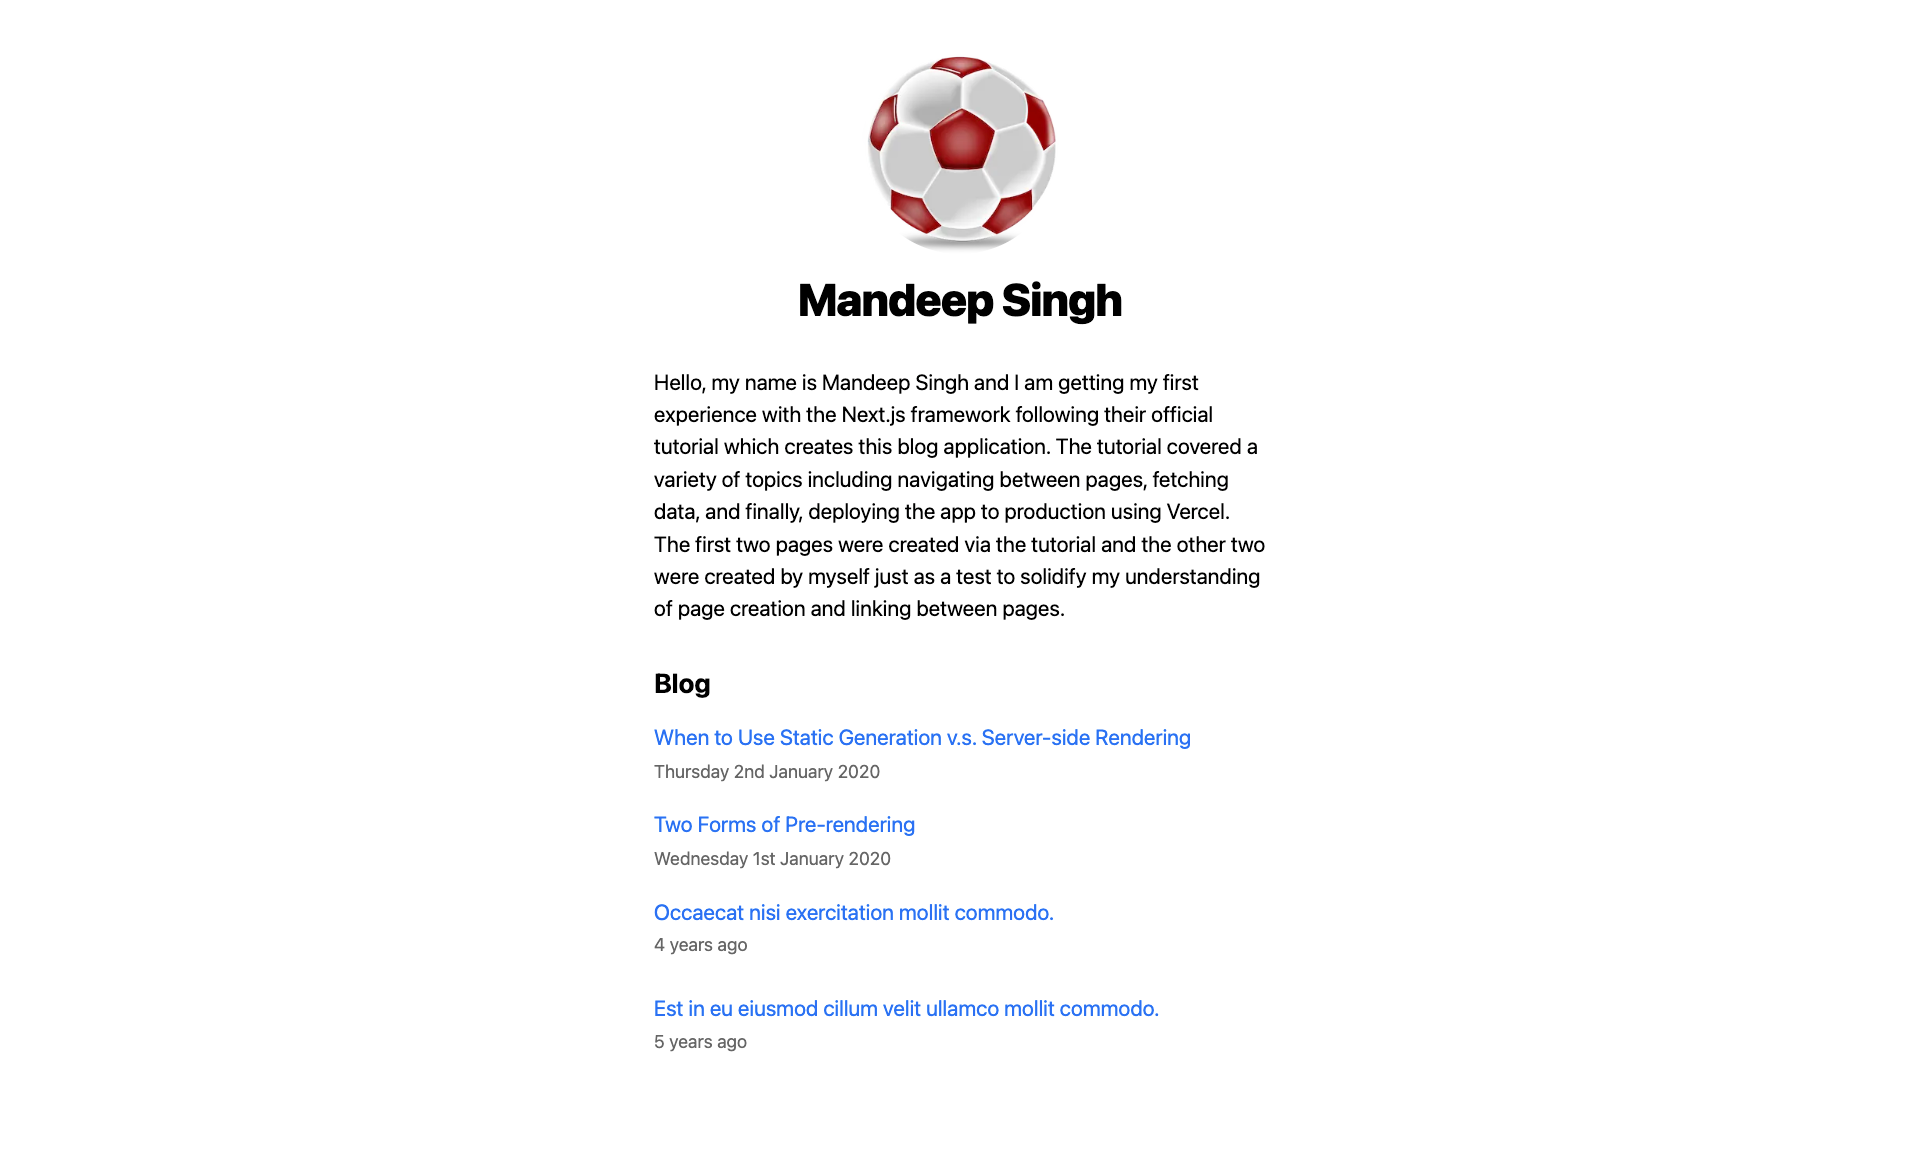 Mandeep Singh
Hello, my name is Mandeep Singh and I am getting my first
experience with the Next.js framework following their official
tutorial which creates this blog application. The tutorial covered a
variety of topics including navigating between pages, fetching
data, and finally, deploying the app to production using Vercel.
The first two pages were created via the tutorial and the other two
were created by myself just as a test to solidify my understanding
of page creation and linking between pages.
Blog
When to Use Static Generation v.s. Server-side Rendering
Thursday 2nd January 2020
Two Forms of Pre-rendering
Wednesday 1st January 2020
Occaecat nisi exercitation mollit commodo.
4 years ago
Est in eu eiusmod cillum velit ullamco mollit commodo.
5 years ago